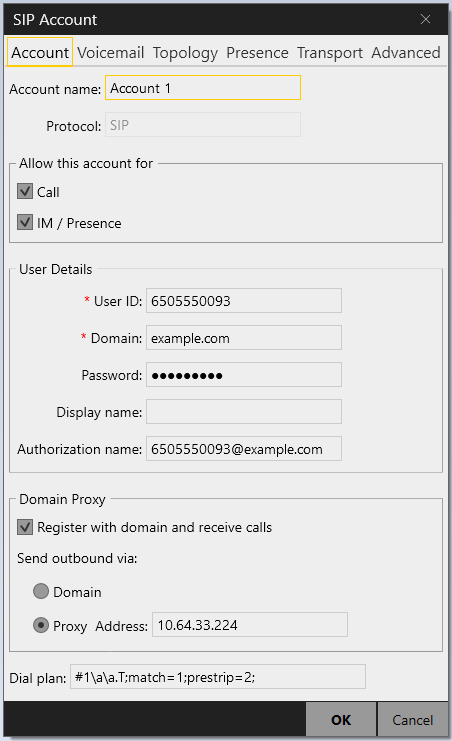 SIP Account
Account Voicemail Topology Presence Transport Advanced
Account name: Account 1
Protocol: SIP
Allow this account for
Call
IM / Presence
User Details
* User ID: 6505550093
* Domain: example.com
Password: ●●●●●●●●●
Display name:
Authorization name: 6505550093@example.com
Domain Proxy
Register with domain and receive calls
Send outbound via:
Domain
Proxy Address: 10.64.33.224
Dial plan: #1\a\a.T;match=1;prestrip=2;
OK Cancel